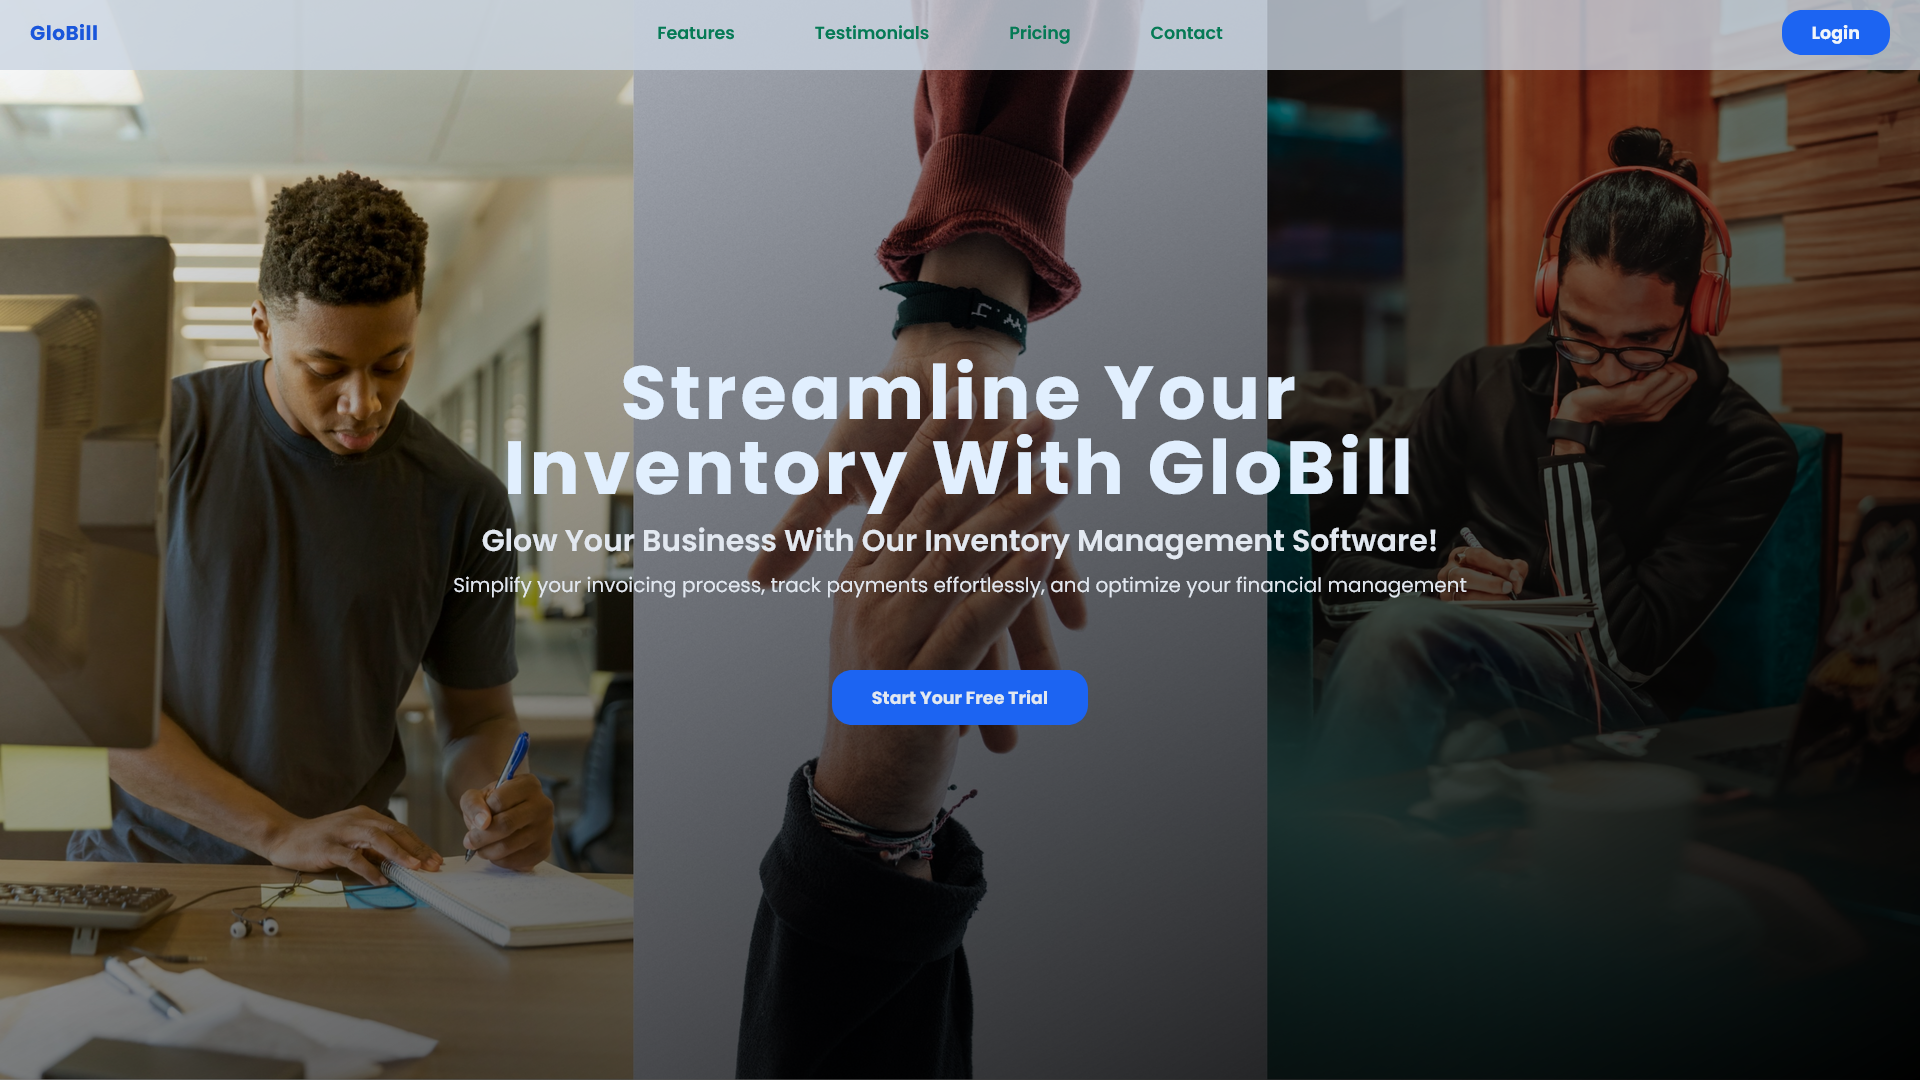 GloBill
Features
Testimonials
Pricing
Contact
Login
Streamline Your
Inventory With GloBill
Glow Your Business With Our Inventory Management Software!
Simplify your invoicing process, track payments effortlessly, and optimize your financial management
Start Your Free Trial